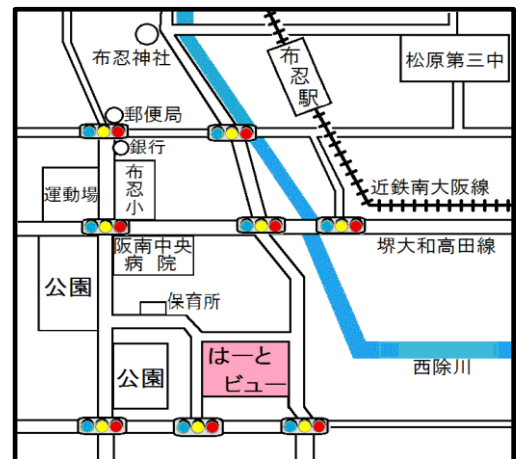 布忍神社
布忍駅
松原第三中
郵便局
銀行
運動場
布忍小
近鉄南大阪線
堺大和高田線
阪南中央
病院
公園
保育所
はーと
ビュー
公園
西除川